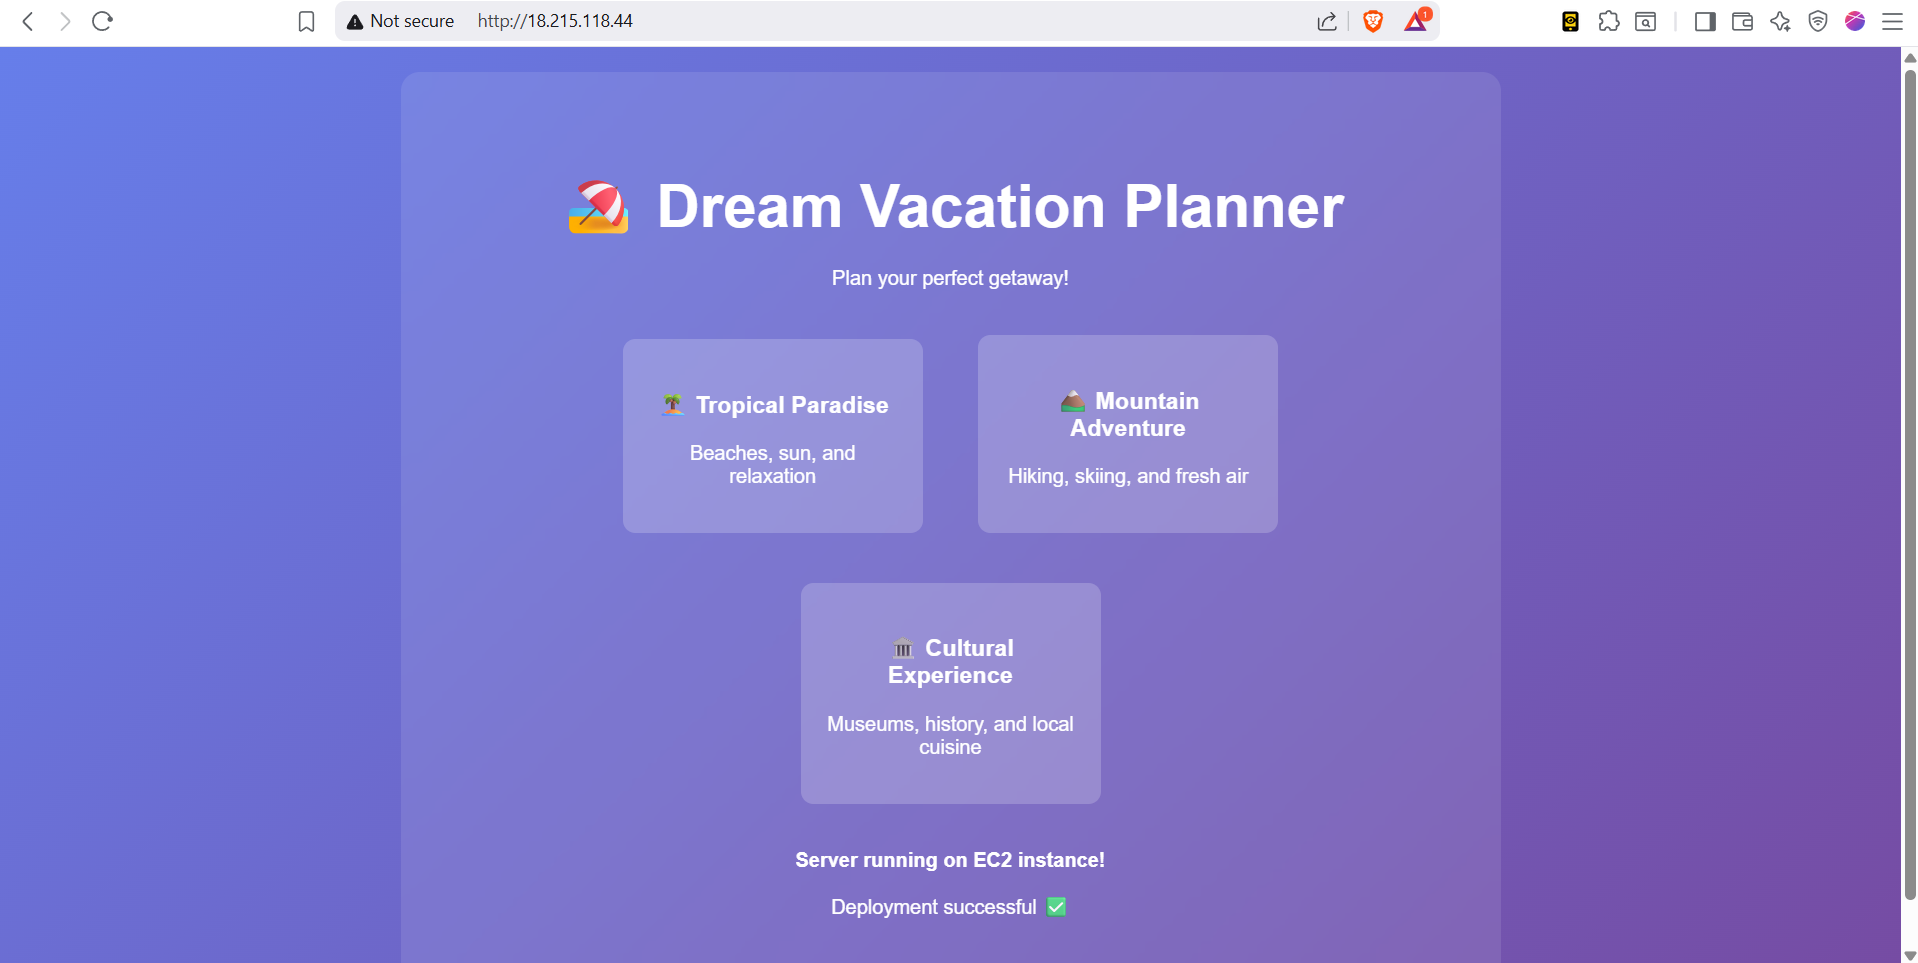 Not secure http://18.215.118.44
1
🏖️ Dream Vacation Planner
Plan your perfect getaway!
🏝️ Tropical Paradise
Beaches, sun, and
relaxation
⛰️ Mountain
Adventure
Hiking, skiing, and fresh air
🏛️ Cultural
Experience
Museums, history, and local
cuisine
Server running on EC2 instance!
Deployment successful ✅